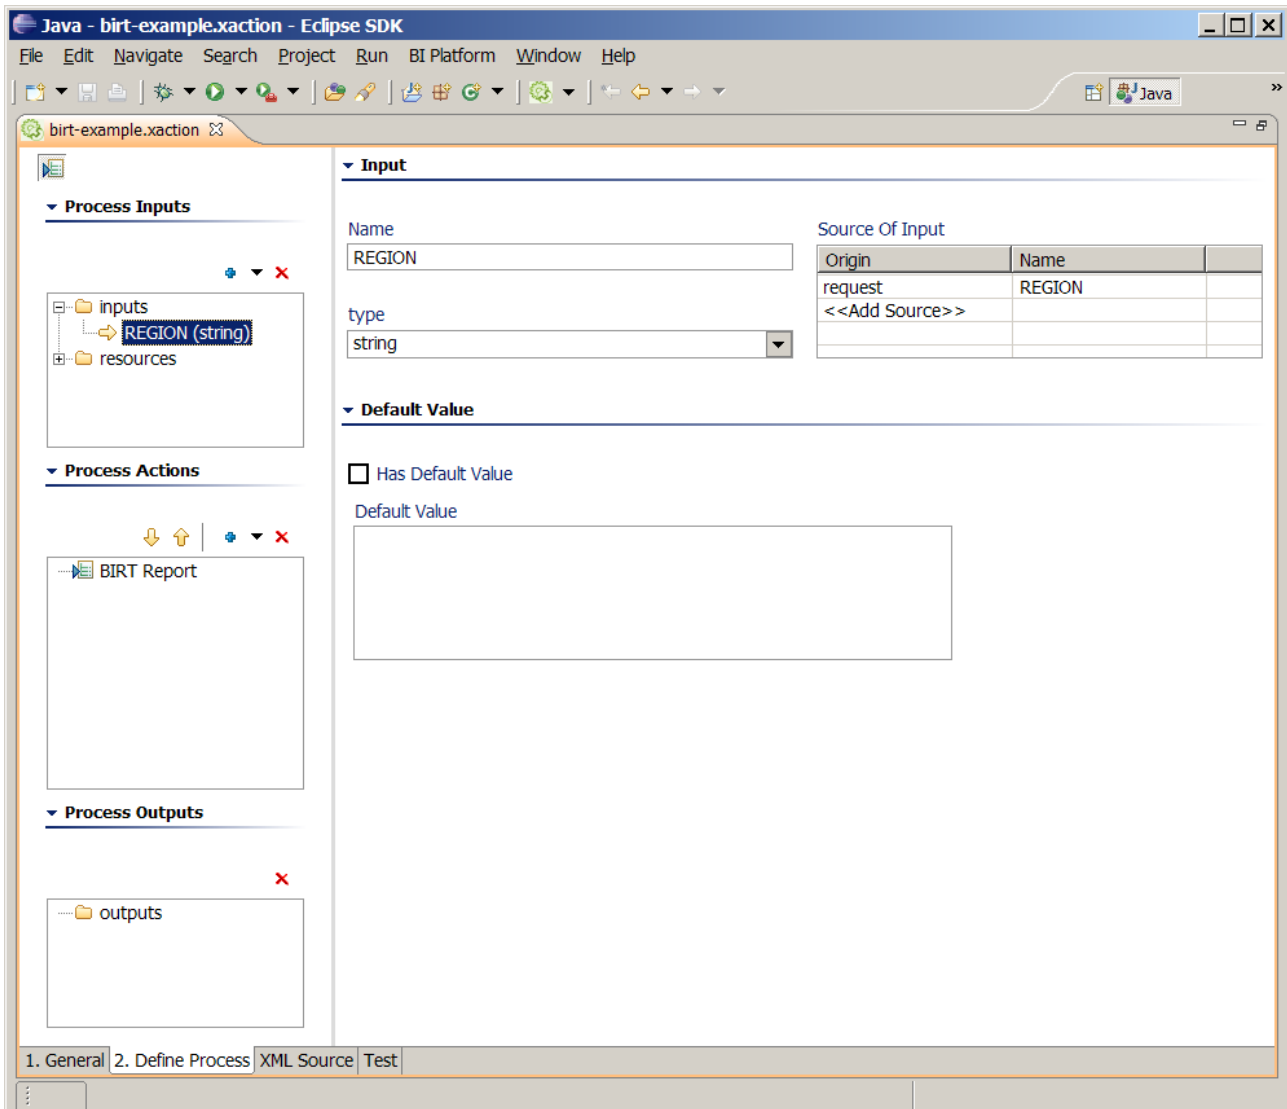 Java - birt-example.xaction - Eclipse SDK
File Edit Navigate Search Project Run BI Platform Window Help
Java
»
birt-example.xaction
Process Inputs
inputs
REGION (string)
resources
Process Actions
BIRT Report
Process Outputs
outputs
Input
Name
REGION
type
string
Source Of Input
Origin Name
request REGION
<<Add Source>>
Default Value
Has Default Value
Default Value
1. General 2. Define Process XML Source Test